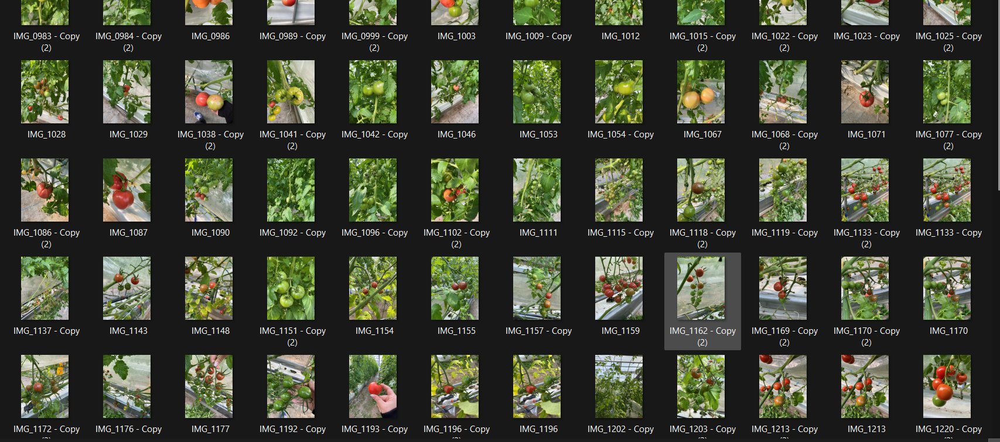 IMG_0983 - Copy (2)
IMG_0984 - Copy (2)
IMG_0986
IMG_0989 - Copy
IMG_0999 - Copy (2)
IMG_1003
IMG_1009 - Copy
IMG_1012
IMG_1015 - Copy (2)
IMG_1022 - Copy (2)
IMG_1023 - Copy
IMG_1025 - Copy (2)
IMG_1028
IMG_1029
IMG_1038 - Copy (2)
IMG_1041 - Copy (2)
IMG_1042 - Copy
IMG_1046
IMG_1053
IMG_1054 - Copy
IMG_1067
IMG_1068 - Copy (2)
IMG_1071
IMG_1077 - Copy (2)
IMG_1086 - Copy (2)
IMG_1087
IMG_1090
IMG_1092 - Copy
IMG_1096 - Copy
IMG_1102 - Copy (2)
IMG_1111
IMG_1115 - Copy
IMG_1118 - Copy (2)
IMG_1119 - Copy
IMG_1133 - Copy (2)
IMG_1133 - Copy
IMG_1137 - Copy
IMG_1143
IMG_1148
IMG_1151 - Copy (2)
IMG_1154
IMG_1155
IMG_1157 - Copy
IMG_1159
IMG_1162 - Copy (2)
IMG_1169 - Copy (2)
IMG_1170 - Copy (2)
IMG_1170
IMG_1172 - Copy
IMG_1176 - Copy
IMG_1177
IMG_1192 - Copy
IMG_1193 - Copy
IMG_1196 - Copy
IMG_1196
IMG_1202 - Copy
IMG_1203 - Copy
IMG_1213 - Copy
IMG_1213
IMG_1220 - Copy